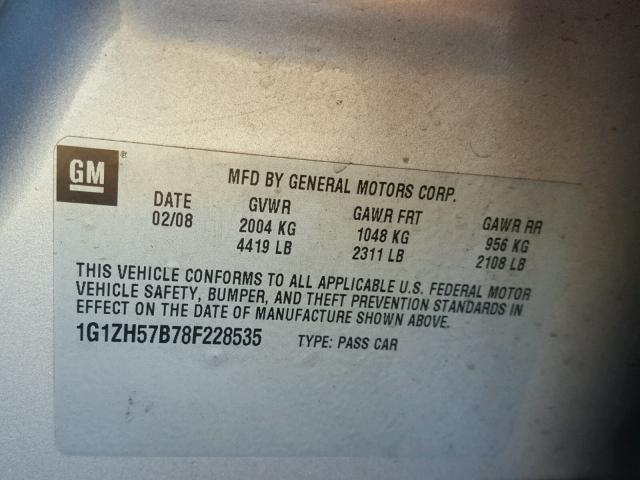 GM ®
MFD BY GENERAL MOTORS CORP.
DATE GVWR GAWR FRT GAWR RR
02/08 2004 KG 1048 KG 956 KG
4419 LB 2311 LB 2108 LB
THIS VEHICLE CONFORMS TO ALL APPLICABLE U.S. FEDERAL MOTOR
VEHICLE SAFETY, BUMPER, AND THEFT PREVENTION STANDARDS IN
EFFECT ON THE DATE OF MANUFACTURE SHOWN ABOVE.
1G1ZH57B78F228535 TYPE: PASS CAR